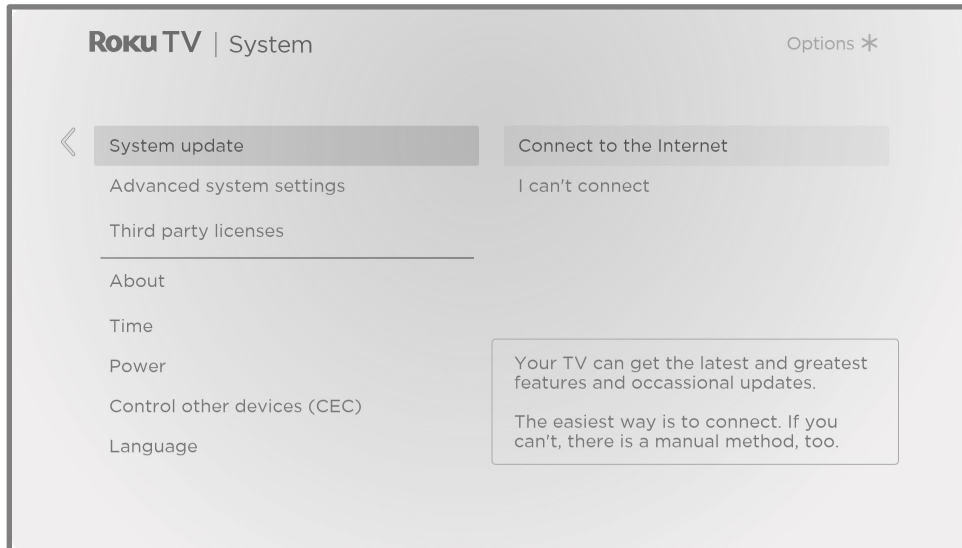 Roku TV | System
Options *
System update
Advanced system settings
Third party licenses
About
Time
Power
Control other devices (CEC)
Language
Connect to the Internet
I can't connect
Your TV can get the latest and greatest
features and occassional updates.
The easiest way is to connect. If you
can't, there is a manual method, too.